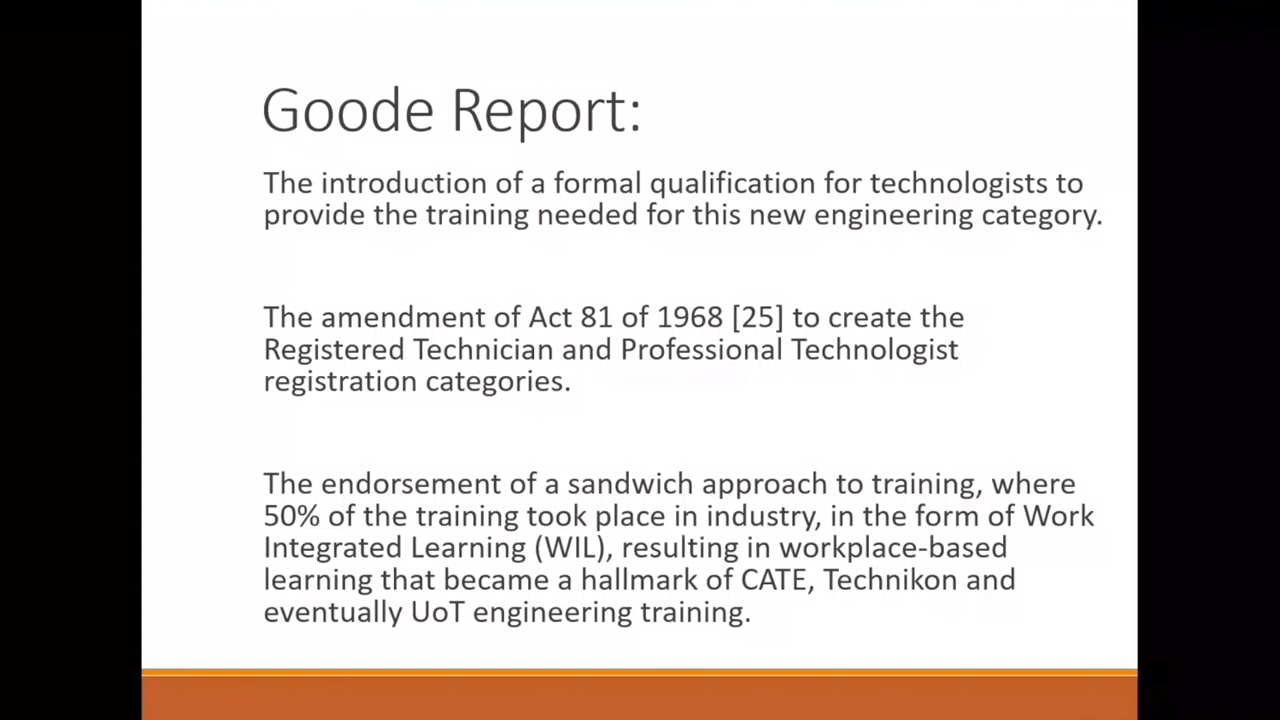 Goode Report:
The introduction of a formal qualification for technologists to
provide the training needed for this new engineering category.
The amendment of Act 81 of 1968 [25] to create the
Registered Technician and Professional Technologist
registration categories.
The endorsement of a sandwich approach to training, where
50% of the training took place in industry, in the form of Work
Integrated Learning (WIL), resulting in workplace-based
learning that became a hallmark of CATE, Technikon and
eventually UoT engineering training.